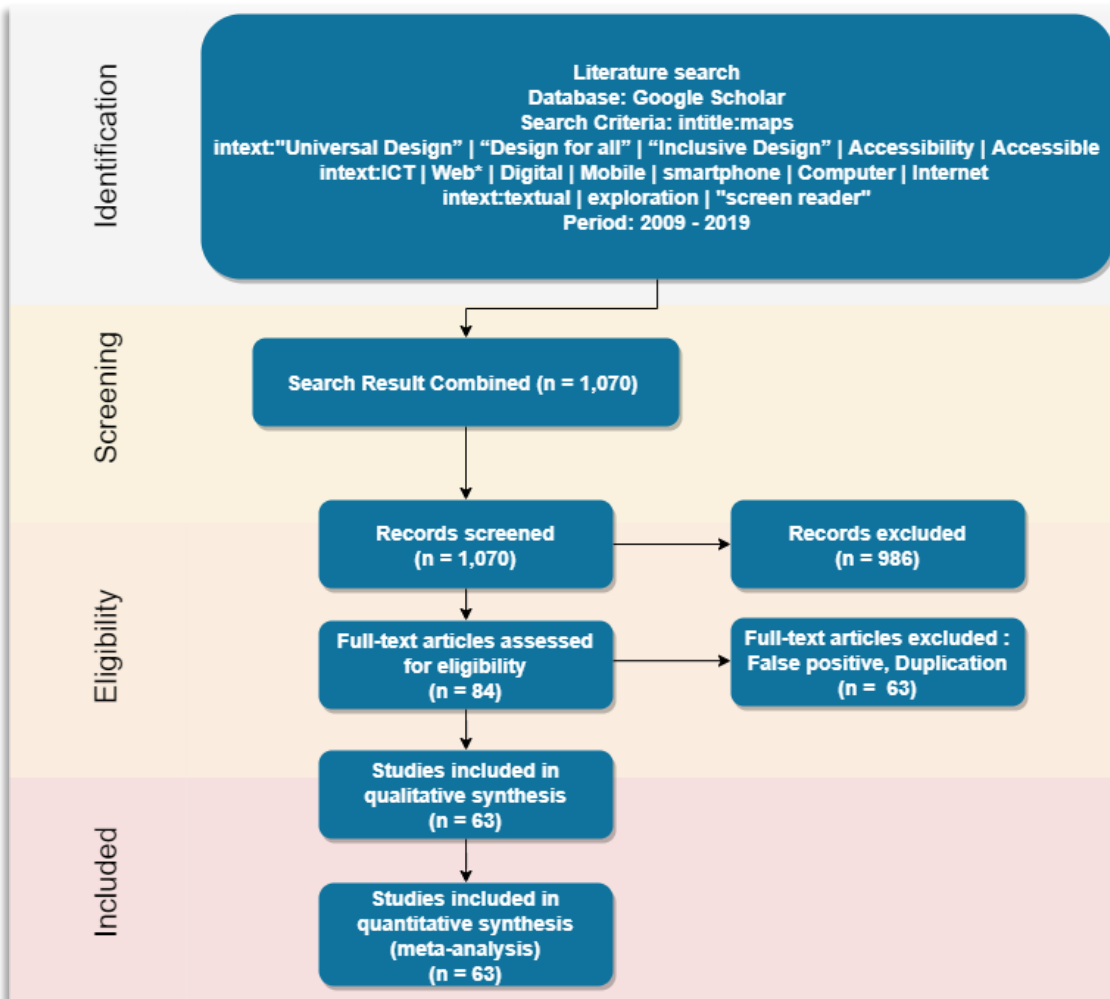 Identification
Literature search
Database: Google Scholar
Search Criteria: intitle:maps
intext:"Universal Design” | “Design for all” | “Inclusive Design” | Accessibility | Accessible
intext:ICT | Web* | Digital | Mobile | smartphone | Computer | Internet
intext:textual | exploration | "screen reader"
Period: 2009 - 2019
Screening
Search Result Combined (n = 1,070)
Eligibility
Records screened
(n = 1,070)
Records excluded
(n = 986)
Full-text articles assessed
for eligibility
(n = 84)
Full-text articles excluded :
False positive, Duplication
(n =  63)
Included
Studies included in
qualitative synthesis
(n = 63)
Studies included in
quantitative synthesis
(meta-analysis)
(n = 63)